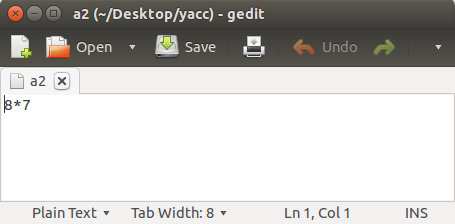 a2 (~/Desktop/yacc) - gedit
Open Save Undo
a2
8*7
Plain Text Tab Width: 8 Ln 1, Col 1 INS